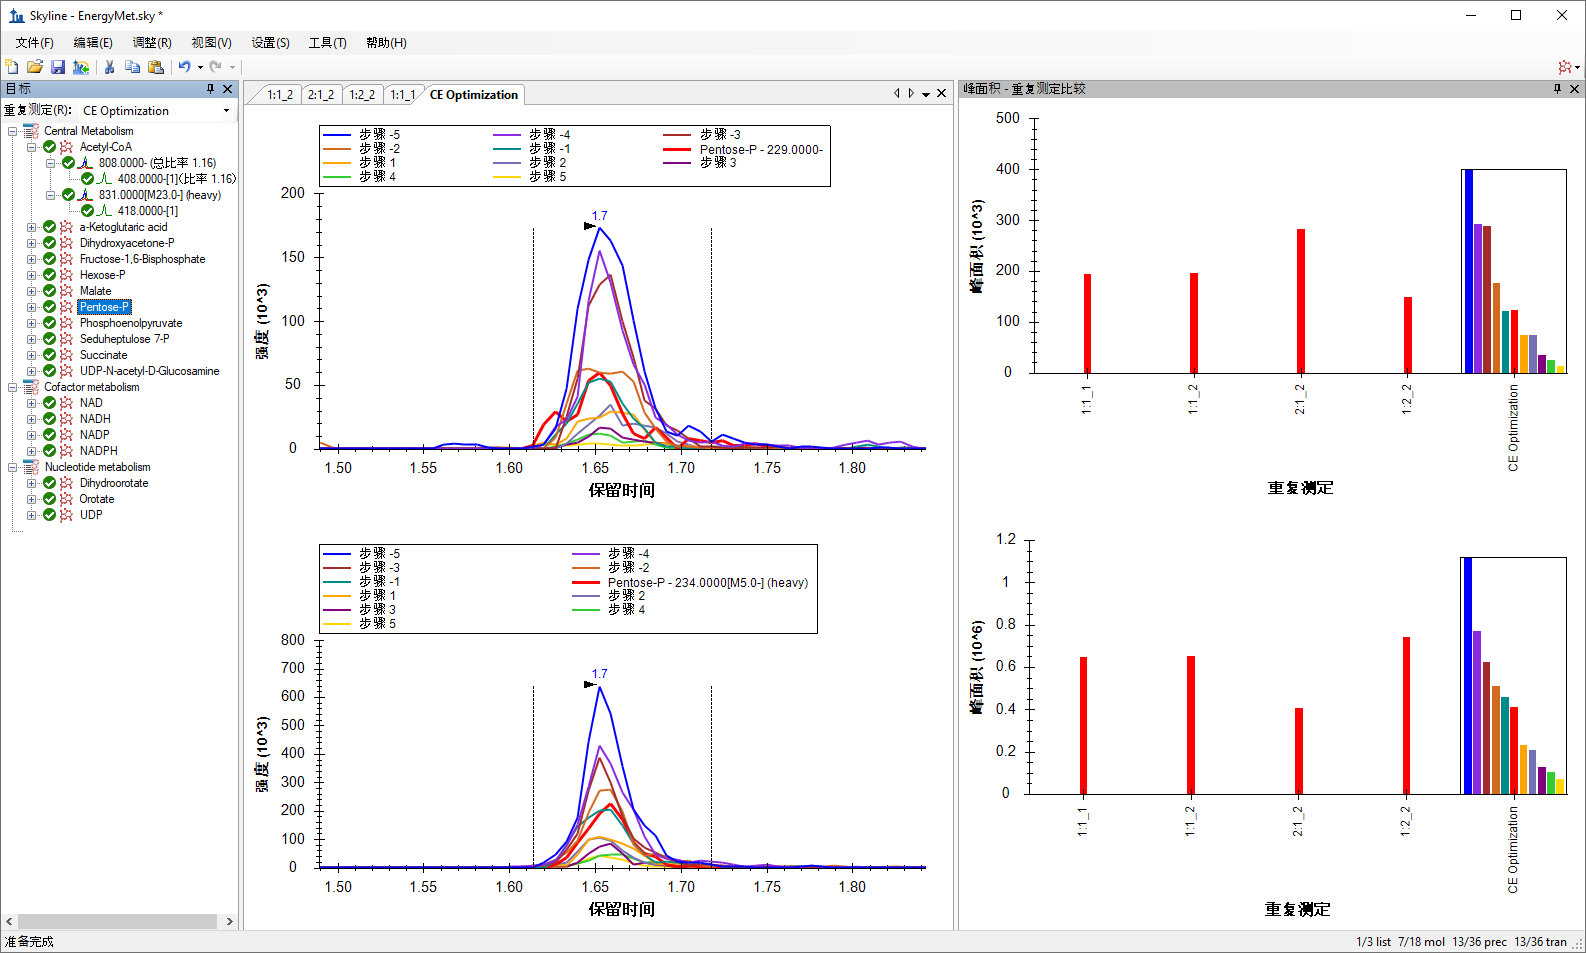 Skyline - EnergyMet.sky *
文件(F) 编辑(E) 调整(R) 视图(V) 设置(S) 工具(T) 帮助(H)
目标
重复测定(R): CE Optimization
Central Metabolism
Acetyl-CoA
808.0000- (总比率 1.16)
408.0000-[1](比率 1.16)
831.0000[M23.0-] (heavy)
418.0000-[1]
a-Ketoglutaric acid
Dihydroxyacetone-P
Fructose-1,6-Bisphosphate
Hexose-P
Malate
Pentose-P
Phosphoenolpyruvate
Seduheptulose 7-P
Succinate
UDP-N-acetyl-D-Glucosamine
Cofactor metabolism
NAD
NADH
NADP
NADPH
Nucleotide metabolism
Dihydroorotate
Orotate
UDP
1:1_2 2:1_2 1:2_2 1:1_1 CE Optimization
步骤 -5 步骤 -4 步骤 -3
步骤 -2 步骤 -1 Pentose-P - 229.0000-
步骤 1 步骤 2 步骤 3
步骤 4 步骤 5
200
150
100
50
0
强度 (10^3)
1.7
1.50 1.55 1.60 1.65 1.70 1.75 1.80
保留时间
步骤 -5 步骤 -4
步骤 -3 步骤 -2
步骤 -1 Pentose-P - 234.0000[M5.0-] (heavy)
步骤 1 步骤 2
步骤 3 步骤 4
步骤 5
800
700
600
500
400
300
200
100
0
强度 (10^3)
1.7
1.50 1.55 1.60 1.65 1.70 1.75 1.80
保留时间
峰面积 - 重复测定比较
500
400
300
200
100
0
峰面积 (10^3)
1:1_1 1:1_2 2:1_2 1:2_2 CE Optimization
重复测定
1.2
1
0.8
0.6
0.4
0.2
0
峰面积 (10^6)
1:1_1 1:1_2 2:1_2 1:2_2 CE Optimization
重复测定
准备完成
1/3 list 7/18 mol 13/36 prec 13/36 tran